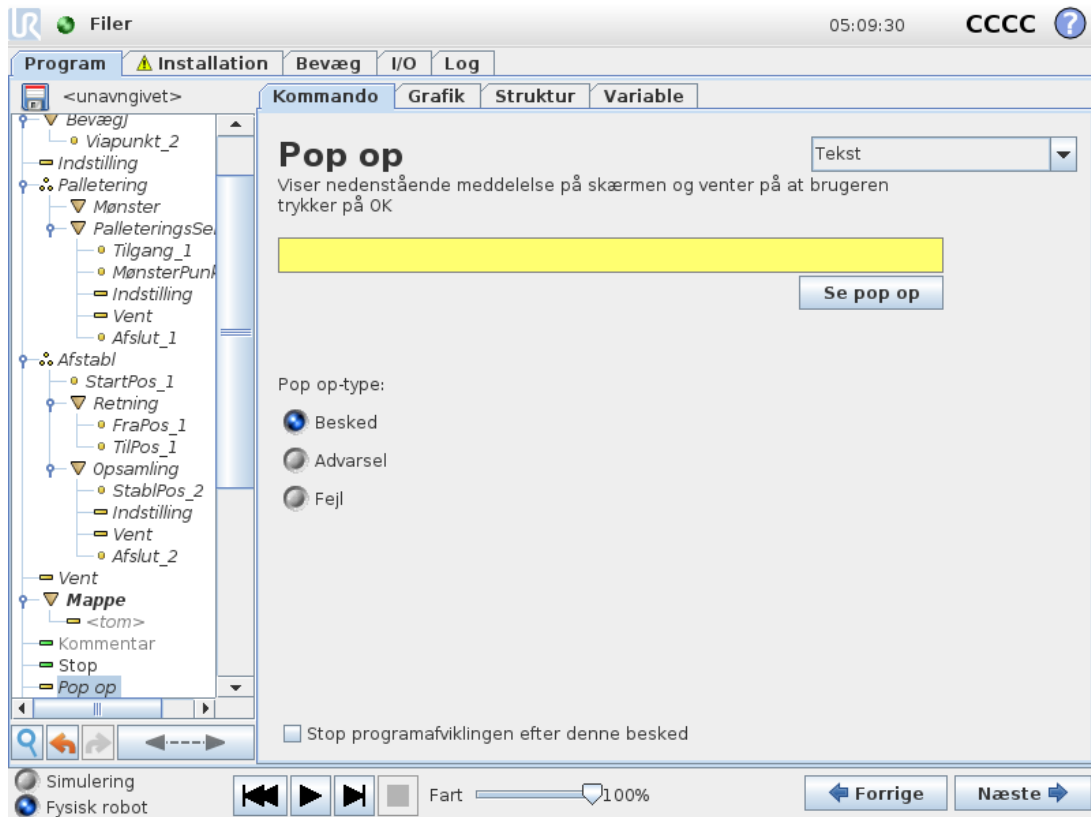 UR Filer 05:09:30 CCCC ?
Program Installation Bevæg I/O Log
<unavngivet>
Kommando Grafik Struktur Variable
BevægJ
Viapunkt_2
Indstilling
Palletering
Mønster
PalleteringsSe
Tilgang_1
MønsterPunk
Indstilling
Vent
Afslut_1
Afstabl
StartPos_1
Retning
FraPos_1
TilPos_1
Opsamling
StablPos_2
Indstilling
Vent
Afslut_2
Vent
Mappe
<tom>
Kommentar
Stop
Pop op
Pop op
Tekst
Viser nedenstående meddelelse på skærmen og venter på at brugeren
trykker på OK
Se pop op
Pop op-type:
Besked
Advarsel
Fejl
Stop programafviklingen efter denne besked
Simulering
Fysisk robot
Fart 100%
Forrige Næste